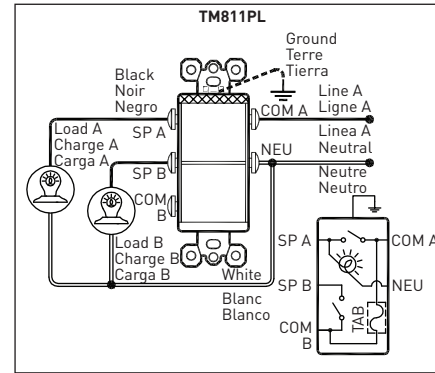 TM811PL
Ground
Terre
Tierra
Black
Noir
Negro
Line A
Ligne A
Linea A
COM A
Load A
Charge A
Carga A
SP A
Neutral
Neutre
Neutro
NEU
SP B
COM
B
Load B
Charge B
Carga B
White
Blanc
Blanco
SP A
COM A
SP B
NEU
TAB
COM
B